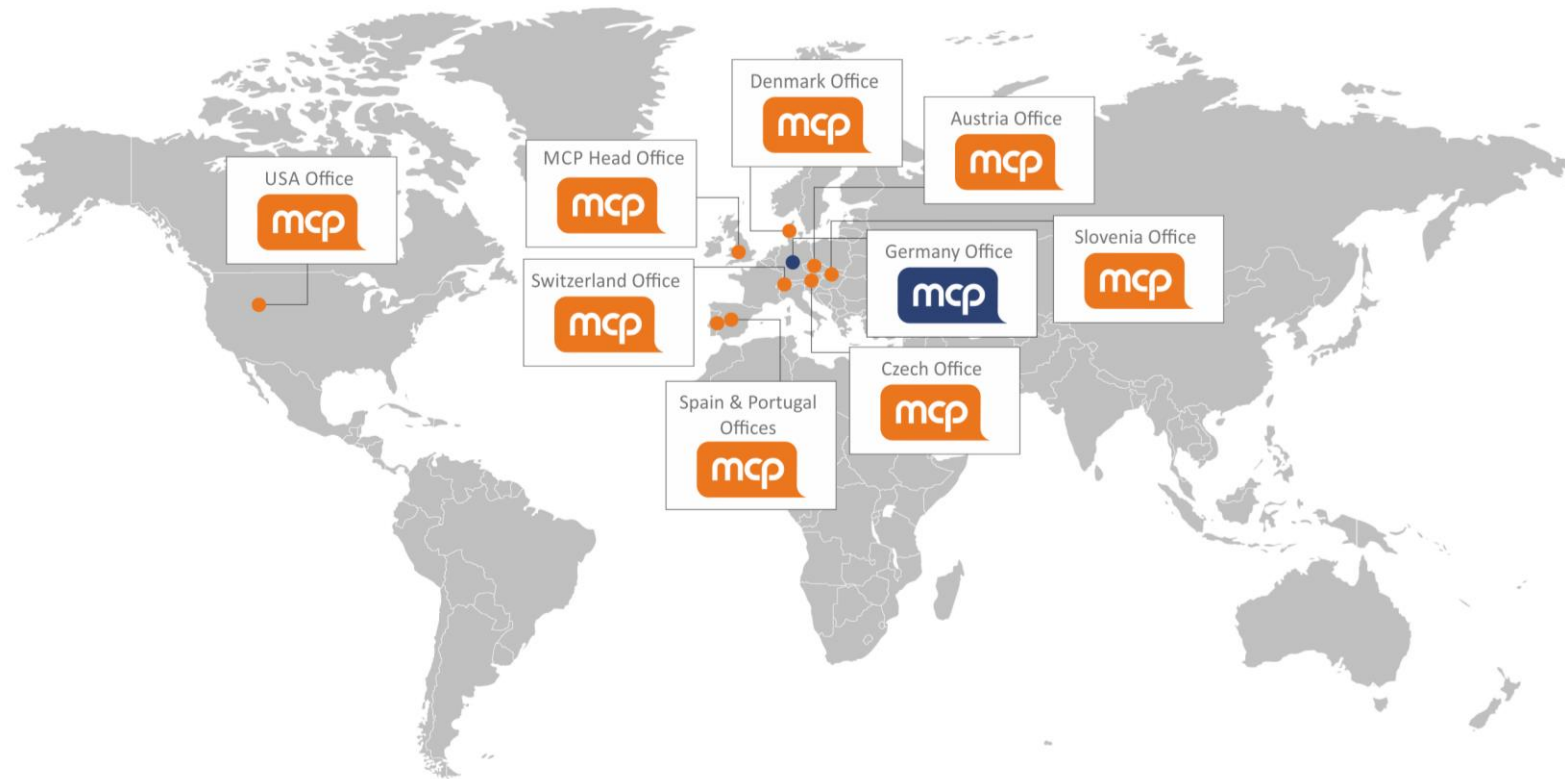 Denmark Office
mcp
Austria Office
mcp
MCP Head Office
mcp
USA Office
mcp
Slovenia Office
mcp
Germany Office
mcp
Switzerland Office
mcp
Czech Office
mcp
Spain & Portugal
Offices
mcp